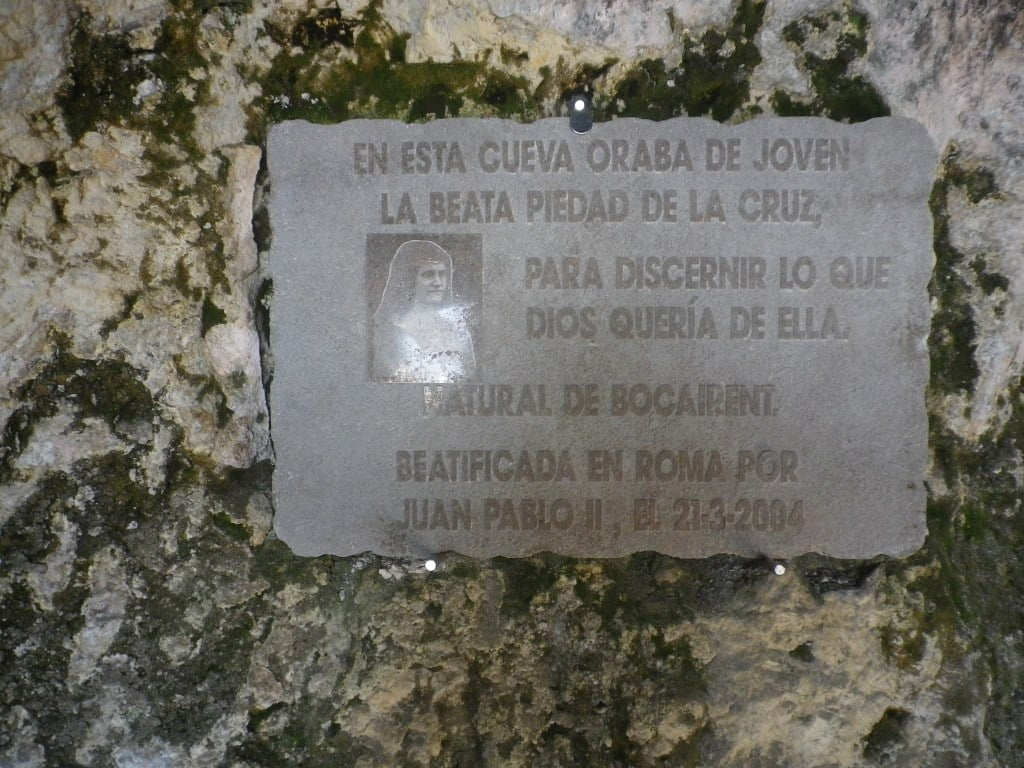 EN ESTA CUEVA ORABA DE JOVEN
LA BEATA PIEDAD DE LA CRUZ,
PARA DISCERNIR LO QUE
DIOS QUERÍA DE ELLA.
NATURAL DE BOCAIRENT.
BEATIFICADA EN ROMA POR
JUAN PABLO II , EL 21-3-2004